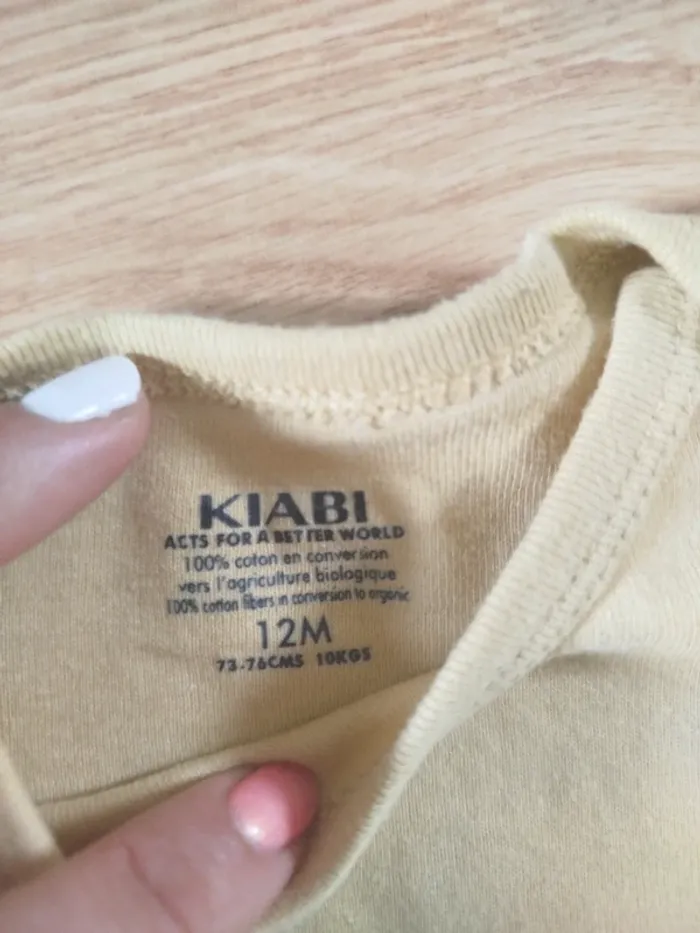 KIABI
ACTS FOR A BETTER WORLD
100% coton en conversion
vers l'agriculture biologique
100% cotton fibers in conversion to organic
12M
73-76CMS 10KGS